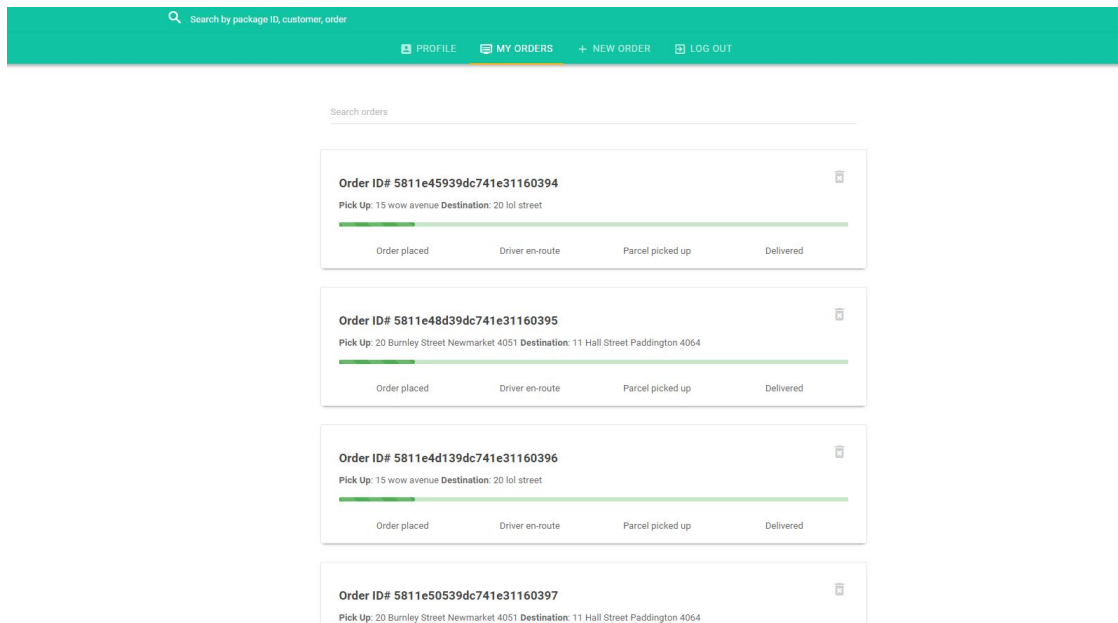 Search by package ID, customer, order
PROFILE MY ORDERS + NEW ORDER LOG OUT
Search orders
Order ID# 5811e45939dc741e31160394
Pick Up: 15 wow avenue Destination: 20 lol street
Order placed Driver en-route Parcel picked up Delivered
Order ID# 5811e48d39dc741e31160395
Pick Up: 20 Burnley Street Newmarket 4051 Destination: 11 Hall Street Paddington 4064
Order placed Driver en-route Parcel picked up Delivered
Order ID# 5811e4d139dc741e31160396
Pick Up: 15 wow avenue Destination: 20 lol street
Order placed Driver en-route Parcel picked up Delivered
Order ID# 5811e50539dc741e31160397
Pick Up: 20 Burnley Street Newmarket 4051 Destination: 11 Hall Street Paddington 4064